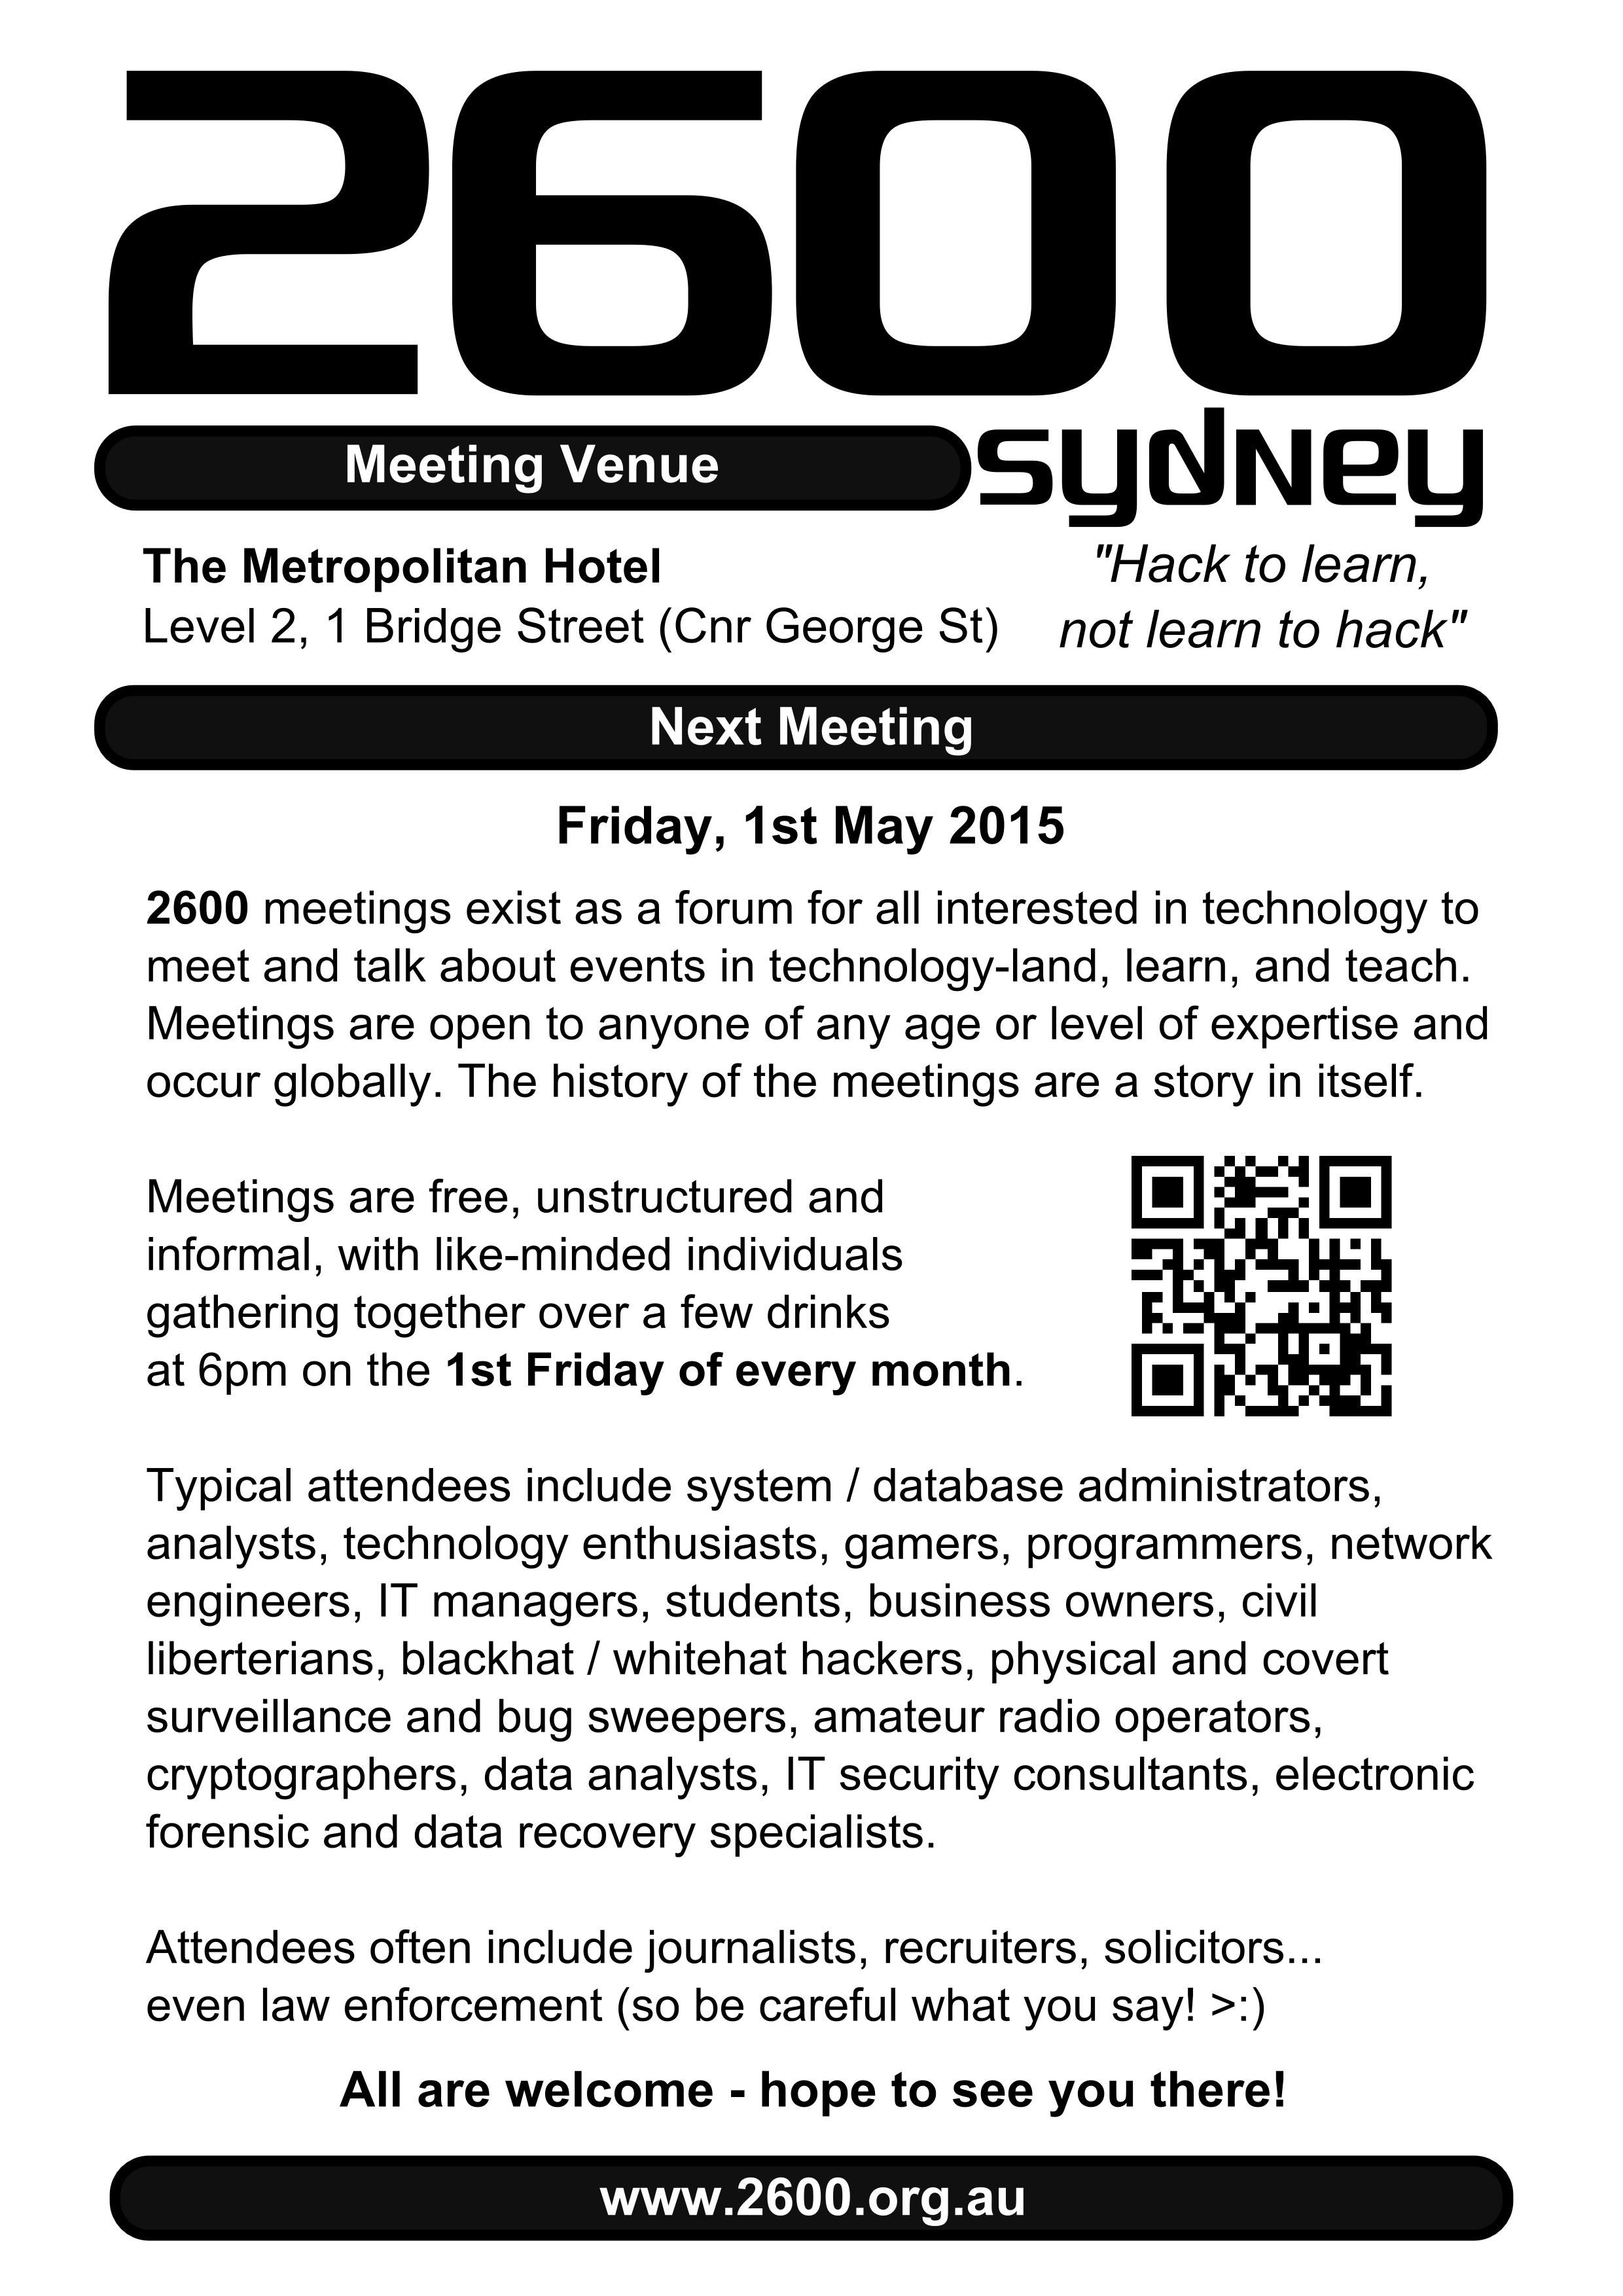 2600
sydney
Meeting Venue
The Metropolitan Hotel
Level 2, 1 Bridge Street (Cnr George St)
"Hack to learn,
not learn to hack"
Next Meeting
Friday, 1st May 2015
2600 meetings exist as a forum for all interested in technology to
meet and talk about events in technology-land, learn, and teach.
Meetings are open to anyone of any age or level of expertise and
occur globally. The history of the meetings are a story in itself.
Meetings are free, unstructured and
informal, with like-minded individuals
gathering together over a few drinks
at 6pm on the 1st Friday of every month.
Typical attendees include system / database administrators,
analysts, technology enthusiasts, gamers, programmers, network
engineers, IT managers, students, business owners, civil
liberterians, blackhat / whitehat hackers, physical and covert
surveillance and bug sweepers, amateur radio operators,
cryptographers, data analysts, IT security consultants, electronic
forensic and data recovery specialists.
Attendees often include journalists, recruiters, solicitors...
even law enforcement (so be careful what you say! >:)
All are welcome - hope to see you there!
www.2600.org.au